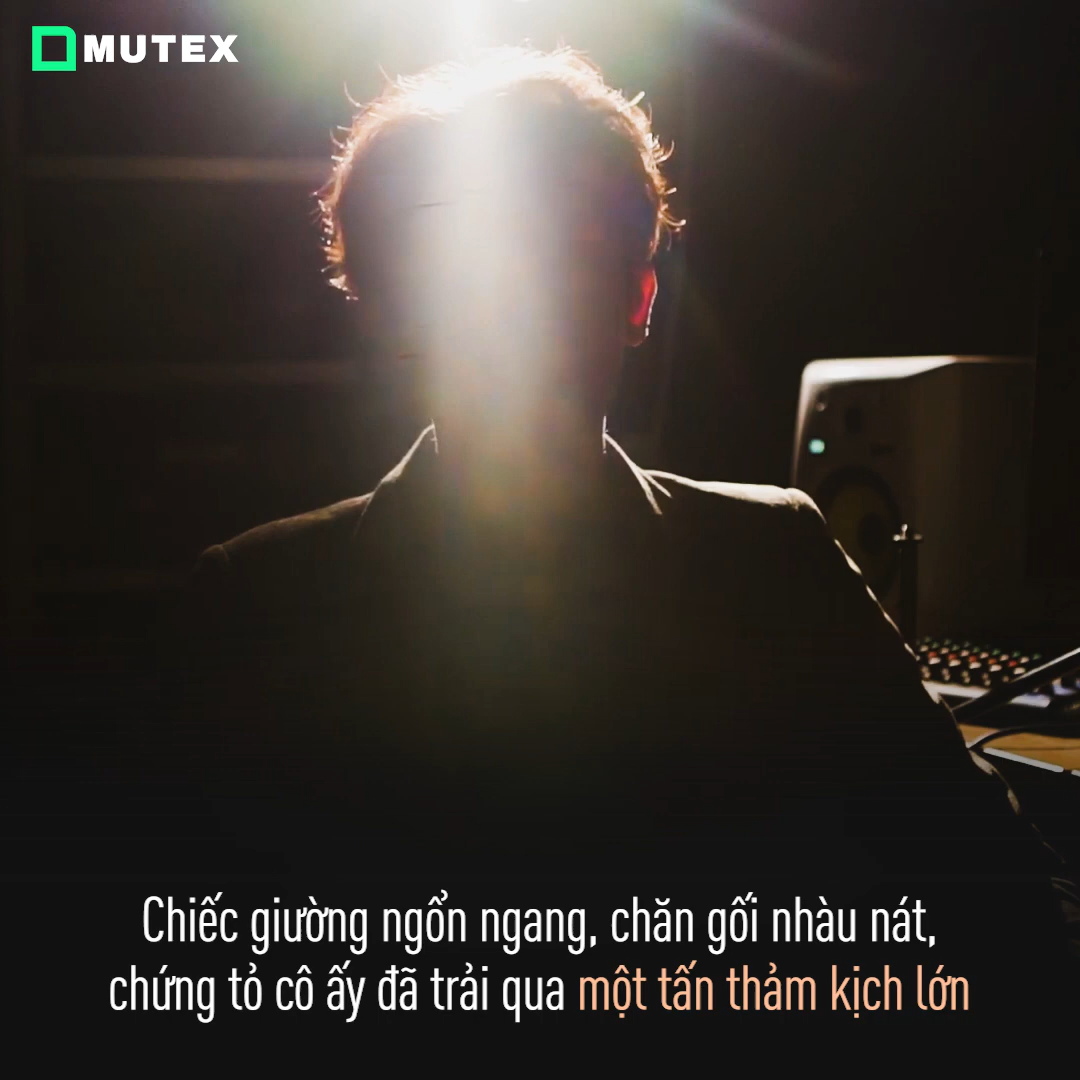 MUTEX
Chiếc giường ngổn ngang, chăn gối nhàu nát,
chứng tỏ cô ấy đã trải qua một tấn thảm kịch lớn